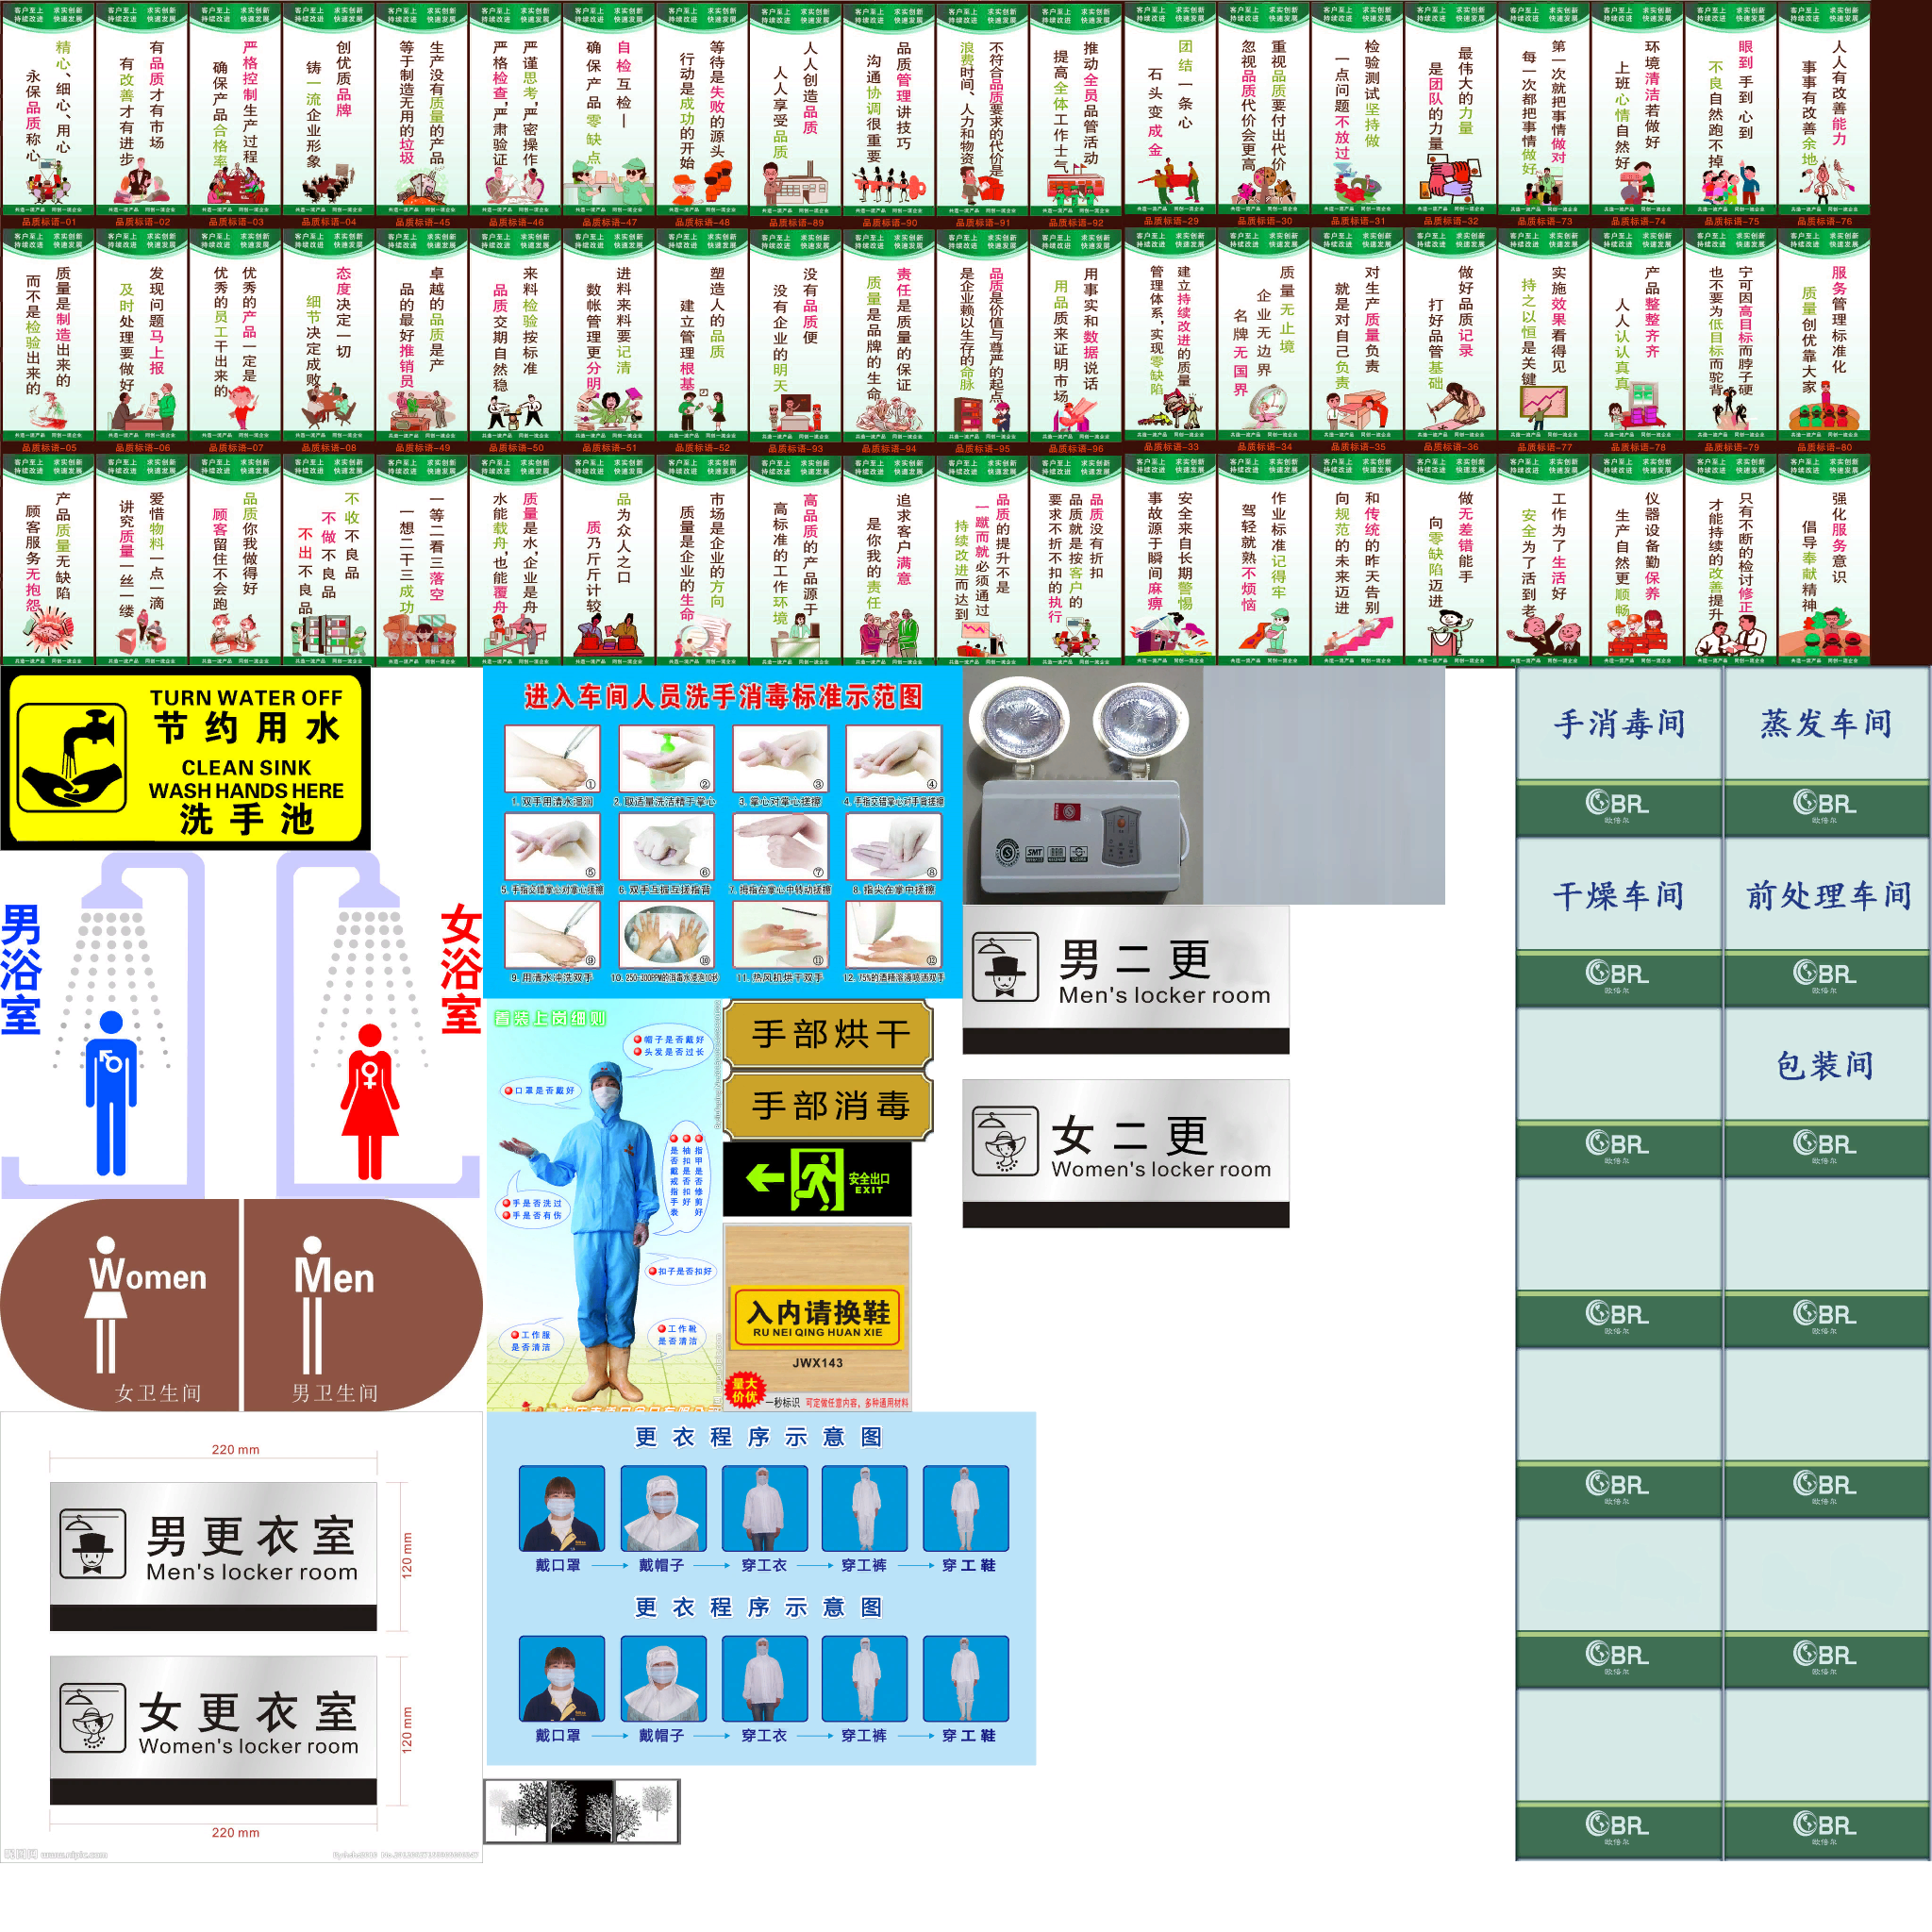 客户至上 求实创新
持续改进 快速发展
精心、细心、用心
永保品质称心
共造一流产品 同创一流企业
品质标语-01
有品质才有市场
有改善才有进步
品质标语-02
严格控制生产过程
确保产品合格率
品质标语-03
创优质品牌
铸一流企业形象
品质标语-04
生产没有质量的产品
等于制造无用的垃圾
品质标语-45
严谨思考,严密操作
严格检查,严肃验证
品质标语-46
自检互检一
确保产品零缺点
品质标语-47
等待是失败的源头
行动是成功的开始
品质标语-48
人人创造品质
人人享受品质
品质标语-89
品质管理讲技巧
沟通协调很重要
品质标语-90
不符合品质要求的代价是
浪费时间、人力和物资
品质标语-91
推动全员品管活动
提高全体工作士气
品质标语-92
团结一条心
石头变成金
品质标语-29
重视品质要付出代价
忽视品质代价会更高
品质标语-30
检验测试坚持做
一点问题不放过
品质标语-31
最伟大的力量
是团队的力量
品质标语-32
第一次就把事情做对
每一次都把事情做好
品质标语-73
环境清洁若做好
上班心情自然好
品质标语-74
眼到手到心到
不良自然跑不掉
品质标语-75
人人有改善能力
事事有改善余地
品质标语-76
质量是制造出来的
而不是检验出来的
品质标语-05
发现问题马上报
及时处理要做好
品质标语-06
优秀的产品一定是
优秀的员工干出来的
品质标语-07
态度决定一切
细节决定成败
品质标语-08
卓越的品质是产
品的最好推销员
品质标语-49
来料检验按标准
品质交期自然稳
品质标语-50
进料来料要记清
数帐管理更分明
品质标语-51
塑造人的品质
建立管理根基
品质标语-52
没有品质便
没有企业的明天
品质标语-93
责任是质量的保证
质量是品牌的生命
品质标语-94
品质是价值与尊严的起点
是企业赖以生存的命脉
品质标语-95
用事实和数据说话
用品质来证明市场
品质标语-96
建立持续改进的质量
管理体系,实现零缺陷
品质标语-33
质量无止境
企业无边界
名牌无国界
品质标语-34
对生产质量负责
就是对自己负责
品质标语-35
做好品质记录
打好品管基础
品质标语-36
实施效果看得见
持之以恒是关键
品质标语-77
产品整整齐齐
人人认认真真
品质标语-78
宁可因高目标而脖子硬
也不要为低目标而驼背
品质标语-79
服务管理标准化
质量创优靠大家
品质标语-80
产品质量无缺陷
顾客服务无抱怨
爱惜物料一点一滴
讲究质量一丝一缕
品质你我做得好
顾客留住不会跑
不收不良品
不做不良品
不出不良品
一等二看三落空
一想二干三成功
质量是水,企业是舟
水能载舟,也能覆舟
品为众人之口
质乃斤斤计较
市场是企业的方向
质量是企业的生命
高品质的产品源于
高标准的工作环境
追求客户满意
是你我的责任
品质的提升不是
一蹴而就必须通过
持续改进而达到
品质没有折扣
品质就是按客户的
要求不折不扣的执行
安全来自长期警惕
事故源于瞬间麻痹
作业标准记得牢
驾轻就熟不烦恼
和传统的昨天告别
向规范的未来迈进
做无差错能手
向零缺陷迈进
工作为了生活好
安全为了活到老
仪器设备勤保养
生产自然更顺畅
只有不断的检讨修正
才能持续的改善提升
强化服务意识
倡导奉献精神
TURN WATER OFF
节约用水
CLEAN SINK
WASH HANDS HERE
洗手池
男浴室
女浴室
Women
女卫生间
Men
男卫生间
220 mm
男更衣室
Men's locker room
120 mm
女更衣室
Women's locker room
120 mm
220 mm
昵图网 www.nipic.com
进入车间人员洗手消毒标准示范图
1. 双手用清水湿润
2. 取适量洗洁精于掌心
3. 掌心对掌心搓擦
4. 手指交错掌心对手背搓擦
5. 手指交错掌心对掌心搓擦
6. 双手互握互搓指背
7. 拇指在掌心中转动搓擦
8. 指尖在掌中搓擦
9. 用清水冲洗双手
10. 250-300PPM的消毒水浸泡10秒
11. 热风机烘干双手
12. 75%的酒精溶液喷洒双手
着装上岗细则
帽子是否戴好
头发是否过长
口罩是否戴好
指甲是否修剪好
袖扣是否扣好
是否戴戒指手表
手是否洗过
手是否有伤
扣子是否扣好
工作服
是否清洁
工作靴
是否清洁
手部烘干
手部消毒
安全出口
EXIT
入内请换鞋
RU NEI QING HUAN XIE
JWX143
量大
价优
一秒标识 可定做任意内容，多种通用材料
更衣程序示意图
戴口罩
戴帽子
穿工衣
穿工裤
穿工鞋
更衣程序示意图
戴口罩
戴帽子
穿工衣
穿工裤
穿工鞋
SMT
男二更
Men's locker room
女二更
Women's locker room
手消毒间
蒸发车间
BR
欧倍尔
干燥车间
前处理车间
包装间